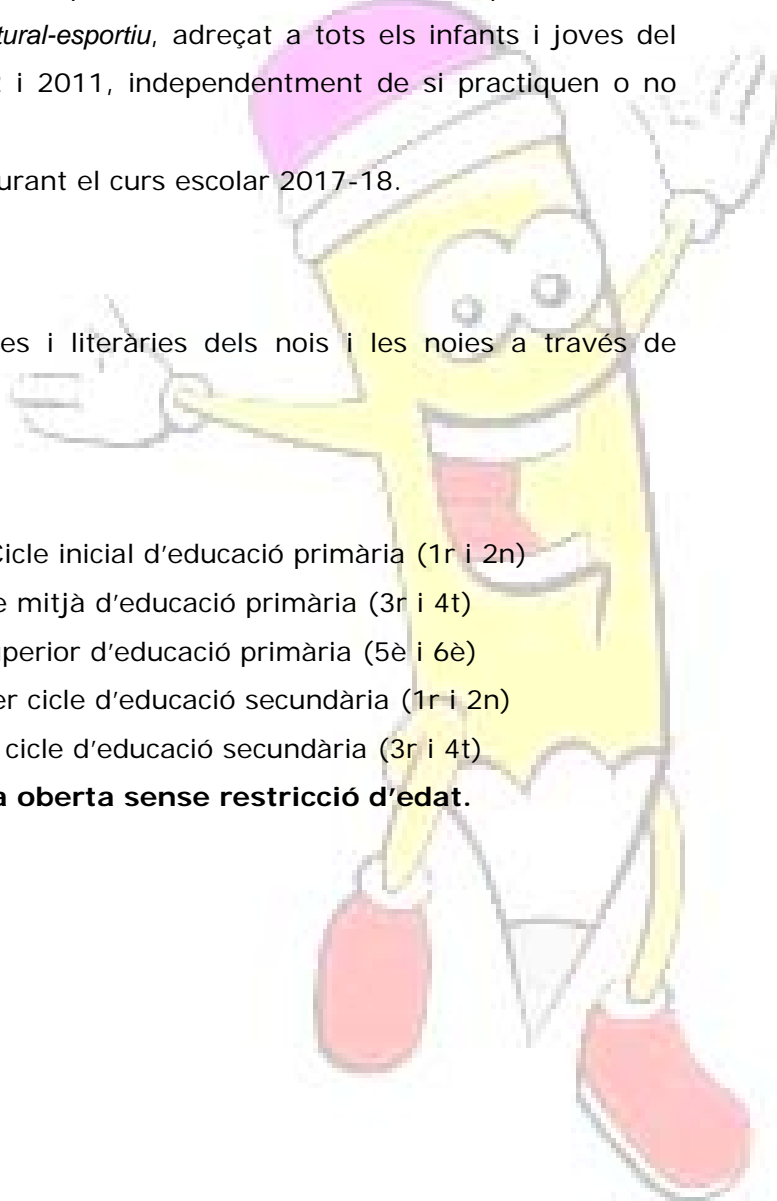 tural-esportiu, adreçat a tots els infants i joves del
i 2011, independentment de si practiquen o no
urant el curs escolar 2017-18.
es i literàries dels nois i les noies a través de
Cicle inicial d'educació primària (1r i 2n)
e mitjà d'educació primària (3r i 4t)
uperior d'educació primària (5è i 6è)
er cicle d'educació secundària (1r i 2n)
cicle d'educació secundària (3r i 4t)
a oberta sense restricció d'edat.